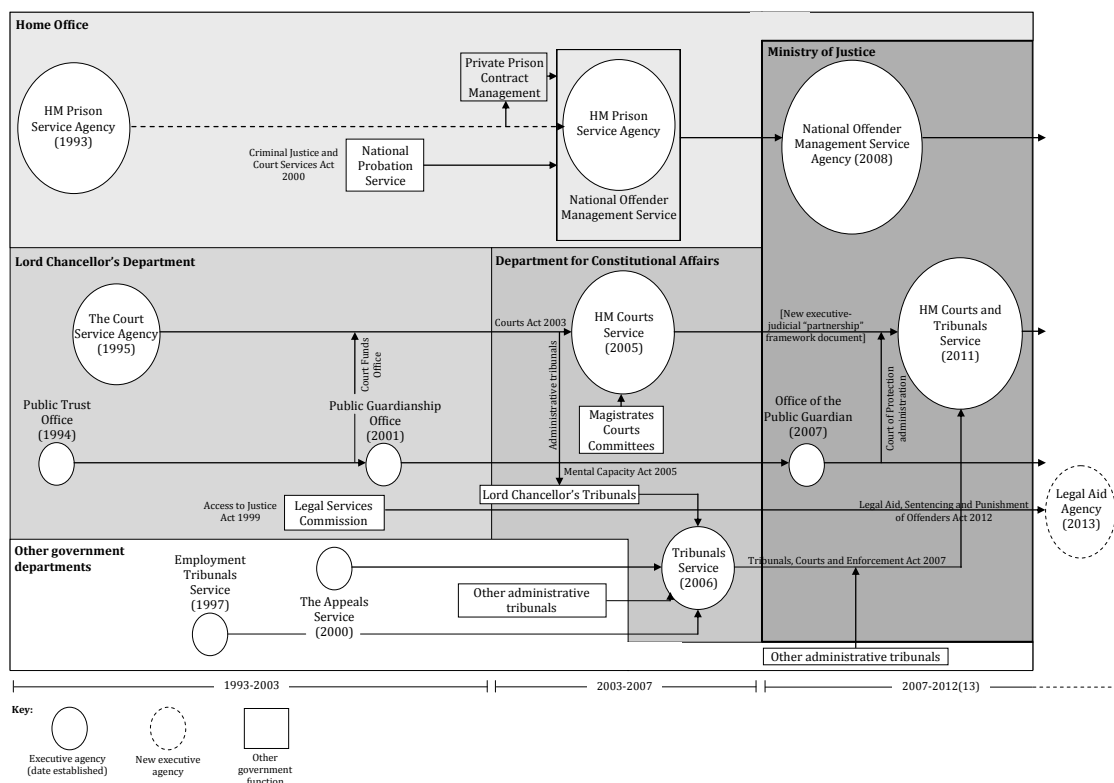 Home Office
Ministry of Justice
HM Prison
Service Agency
(1993)
Private Prison
Contract
Management
HM Prison
Service Agency
National Offender
Management Service
Agency (2008)
Criminal Justice and
Court Services Act
2000
National
Probation
Service
National Offender
Management Service
Lord Chancellor's Department
Department for Constitutional Affairs
The Court
Service Agency
(1995)
Courts Act 2003
HM Courts
Service
(2005)
[New executive-
judicial "partnership"
framework document]
HM Courts and
Tribunals
Service
(2011)
Court Funds
Office
Administrative tribunals
Court of Protection
administration
Public Trust
Office
(1994)
Public Guardianship
Office
(2001)
Magistrates
Courts
Committees
Office of the
Public Guardian
(2007)
Mental Capacity Act 2005
Lord Chancellor's Tribunals
Access to Justice
Act 1999
Legal Services
Commission
Legal Aid, Sentencing and Punishment
of Offenders Act 2012
Legal Aid
Agency
(2013)
Other government
departments
Employment
Tribunals
Service
(1997)
The Appeals
Service
(2000)
Other administrative
tribunals
Tribunals
Service
(2006)
Tribunals, Courts and Enforcement Act 2007
Other administrative tribunals
1993-2003
2003-2007
2007-2012(13)
Key:
Executive agency
(date established)
New executive
agency
Other
government
function